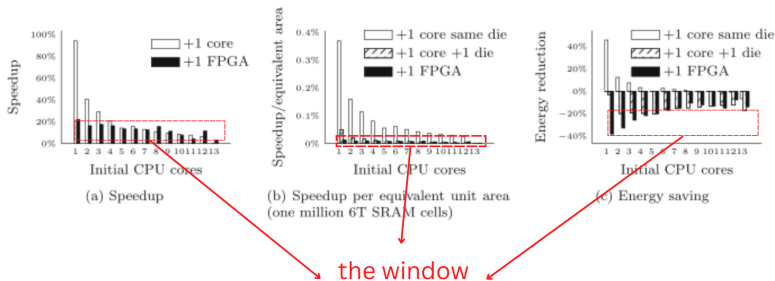 100%
80%
60%
40%
20%
0%
Speedup
+1 core
+1 FPGA
1 2 3 4 5 6 7 8 9 10 11 12 13
Initial CPU cores
(a) Speedup
0.4%
0.3%
0.1%
0%
Speedup/equivalent area
+1 core same die
+1 core +1 die
+1 FPGA
1 2 3 4 5 6 7 8 9 10 11 12 13
Initial CPU cores
(b) Speedup per equivalent unit area
(one million 6T SRAM cells)
40%
20%
0%
−20%
−40%
Energy reduction
+1 core same die
+1 core +1 die
+1 FPGA
1 2 3 4 5 6 7 8 9 10 11 12 13
Initial CPU cores
(c) Energy saving
the window